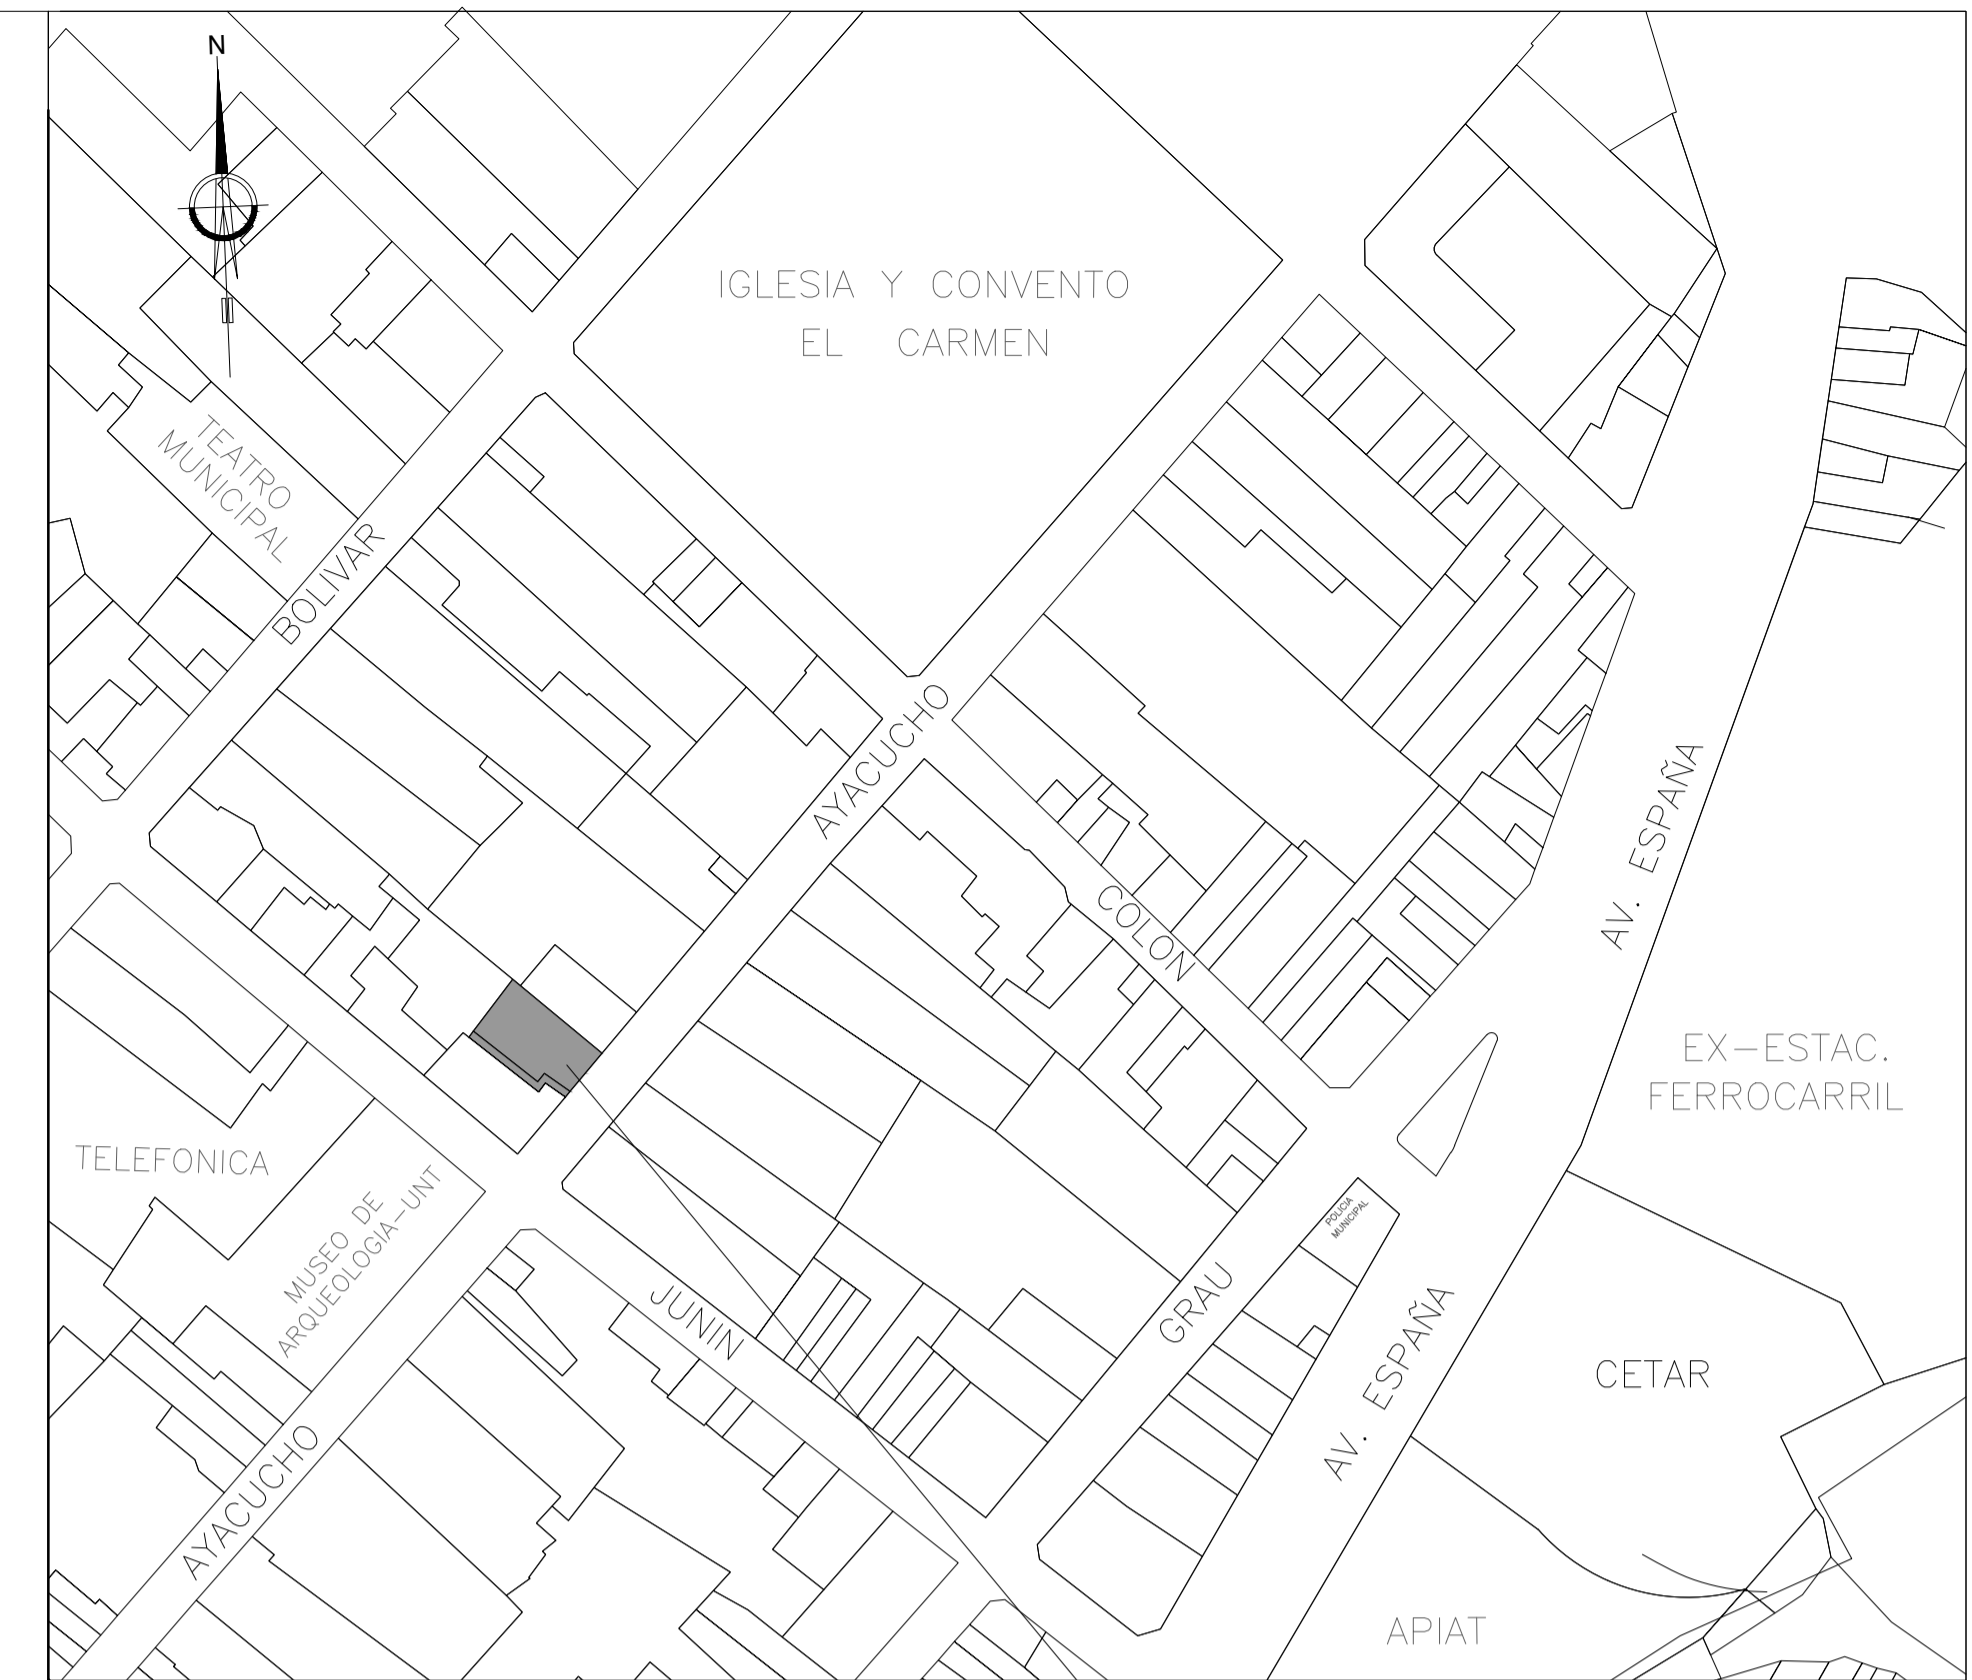 N
IGLESIA Y CONVENTO
EL CARMEN
TEATRO
MUNICIPAL
BOLIVAR
AYACUCHO
COLON
AV. ESPAÑA
EX-ESTAC.
FERROCARRIL
TELEFONICA
MUSEO DE
ARQUEOLOGIA-UNT
POLICIA
MUNICIPAL
JUNIN
GRAU
AV. ESPAÑA
CETAR
AYACUCHO
APIAT